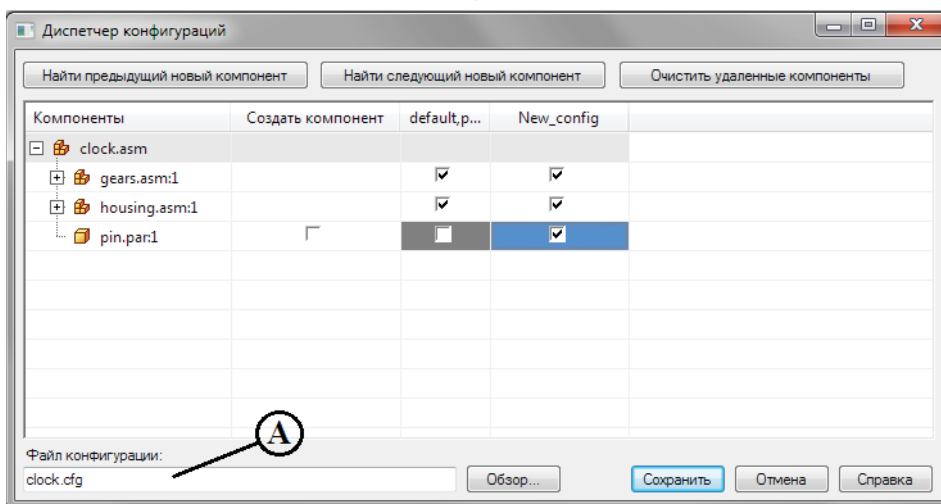 Диспетчер конфигураций
Найти предыдущий новый компонент Найти следующий новый компонент Очистить удаленные компоненты
Компоненты Создать компонент default,p... New_config
clock.asm
gears.asm:1
housing.asm:1
pin.par:1
A
Файл конфигурации:
clock.cfg Обзор... Сохранить Отмена Справка